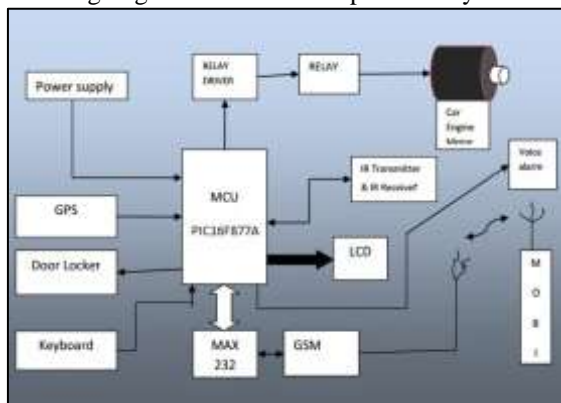 RELAY
DRIVER
RELAY
Power supply
Car
Engine
Voice
alarm
MCU
PIC16F877A
IR Transmitter
& IR Receiver
GPS
LCD
Door Locker
Keyboard
MAX
232
GSM
M
O
B
I